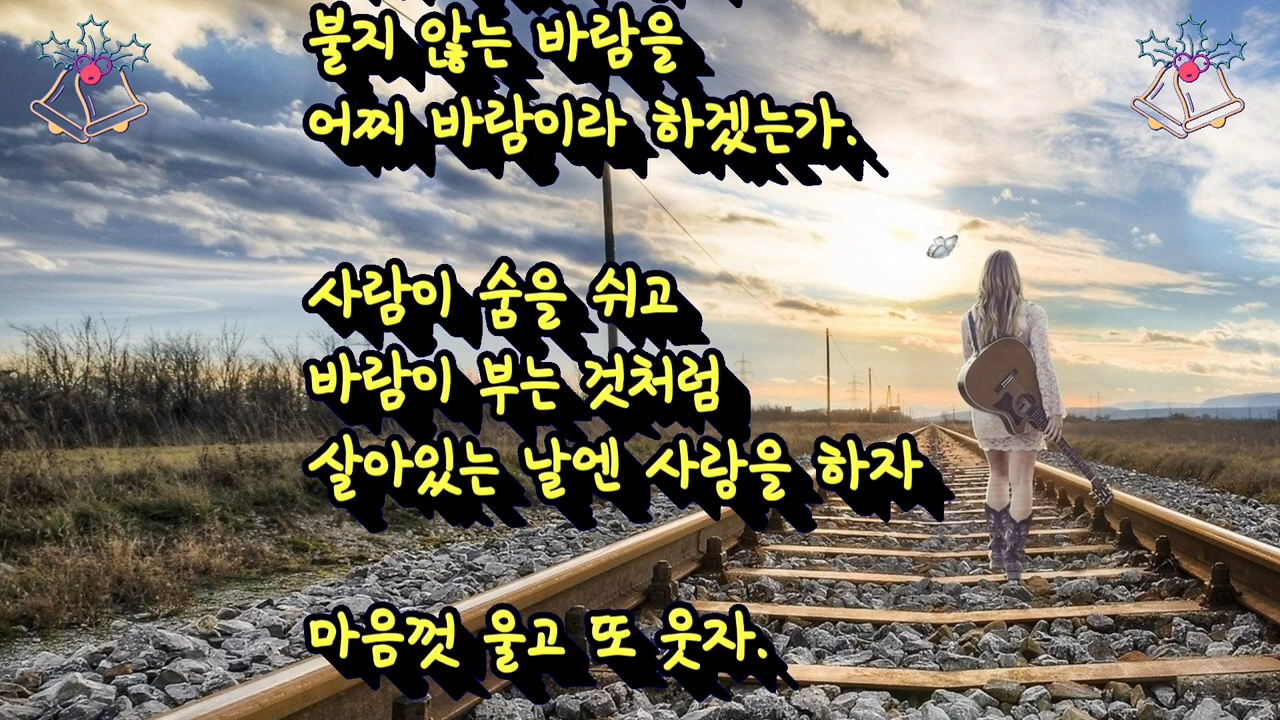 불지 않는 바람을
어찌 바람이라 하겠는가.
사람이 숨을 쉬고
바람이 부는 것처럼
살아있는 날엔 사랑을 하자
마음껏 울고 또 웃자.